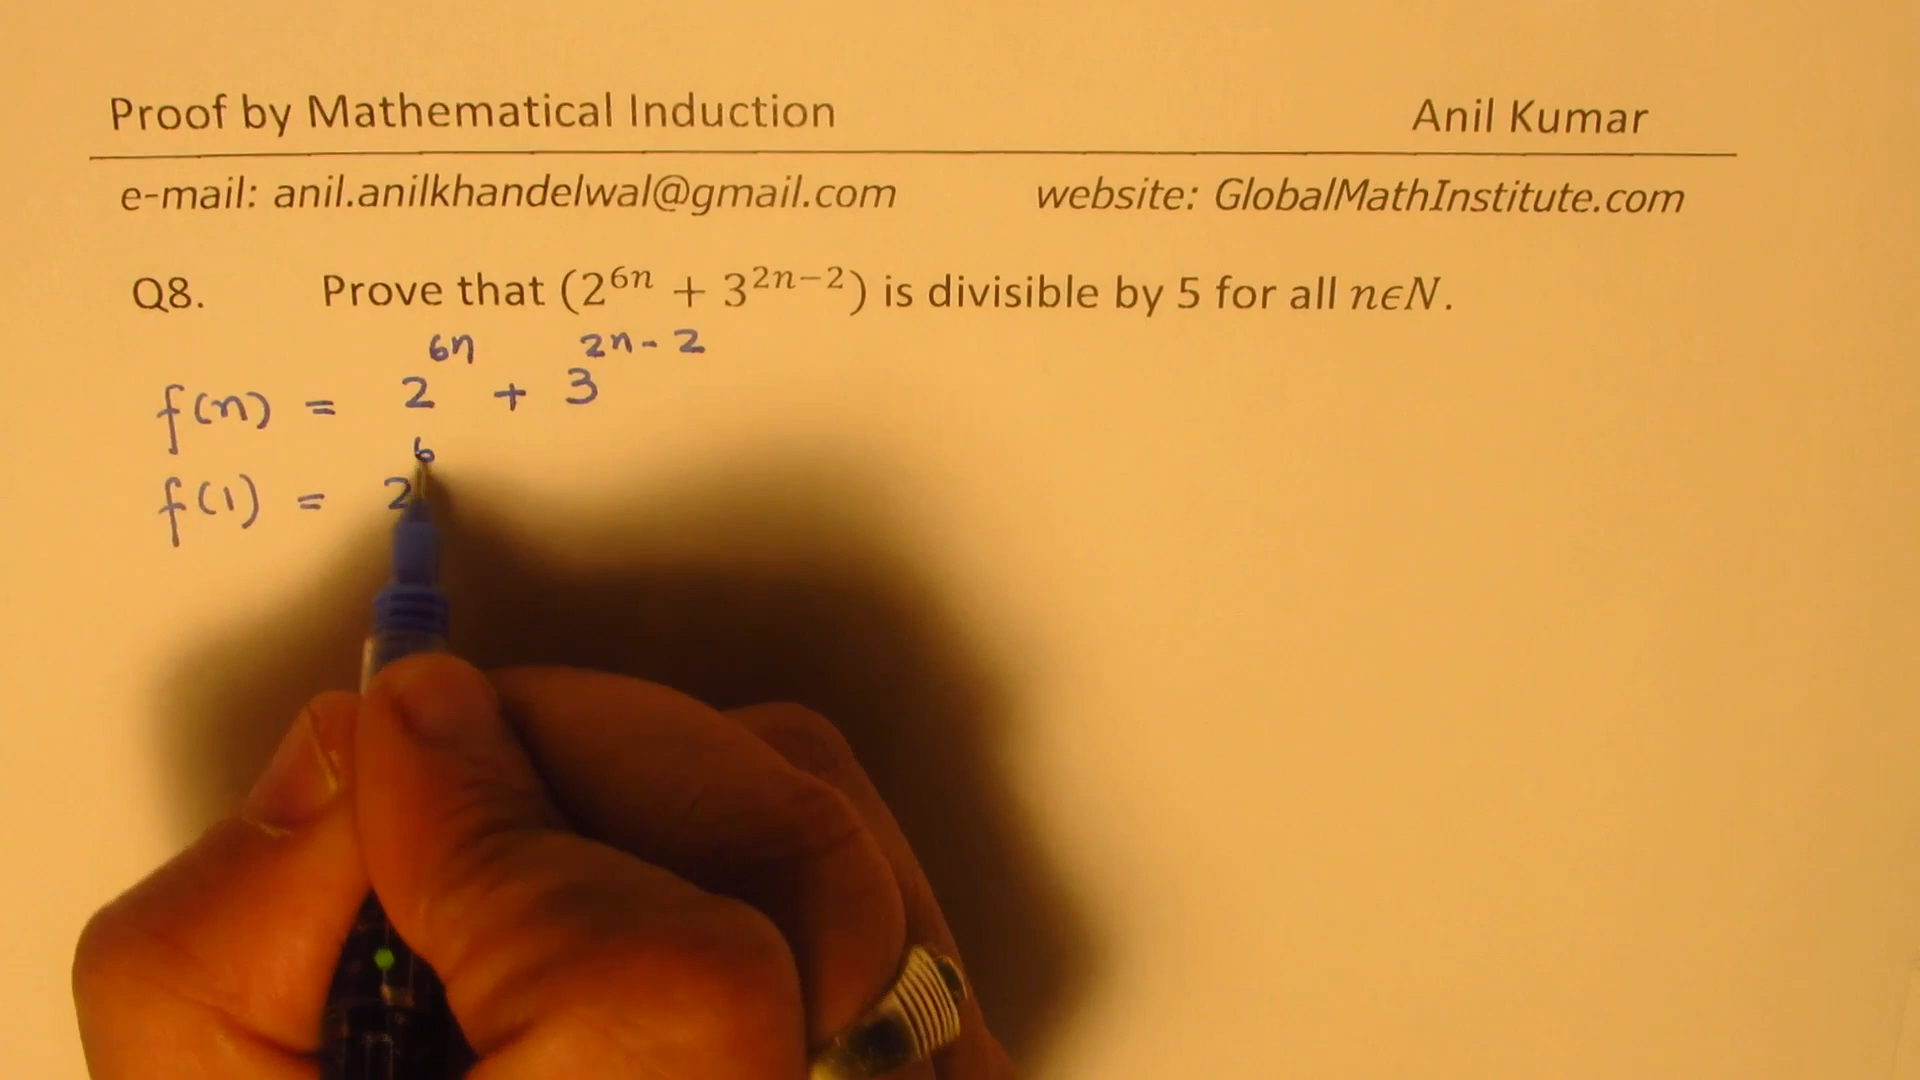 Proof by Mathematical Induction Anil Kumar
e-mail: anil.anilkhandelwal@gmail.com website: GlobalMathInstitute.com
Q8. Prove that (2^{6n} + 3^{2n−2}) is divisible by 5 for all nϵN.
f(n) = 2^{6n} + 3^{2n-2}
f(1) = 2^6